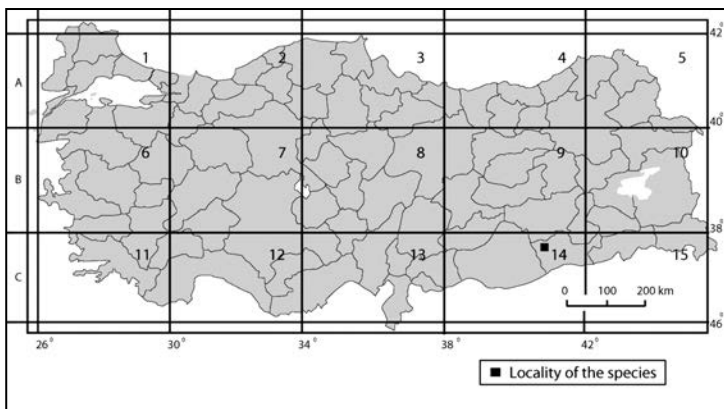 42°
1 2 3 4 5
A
40°
6 7 8 9 10
B
38°
11 12 13 14 15
C
0 100 200 km
46°
26° 30° 34° 38° 42°
■ Locality of the species